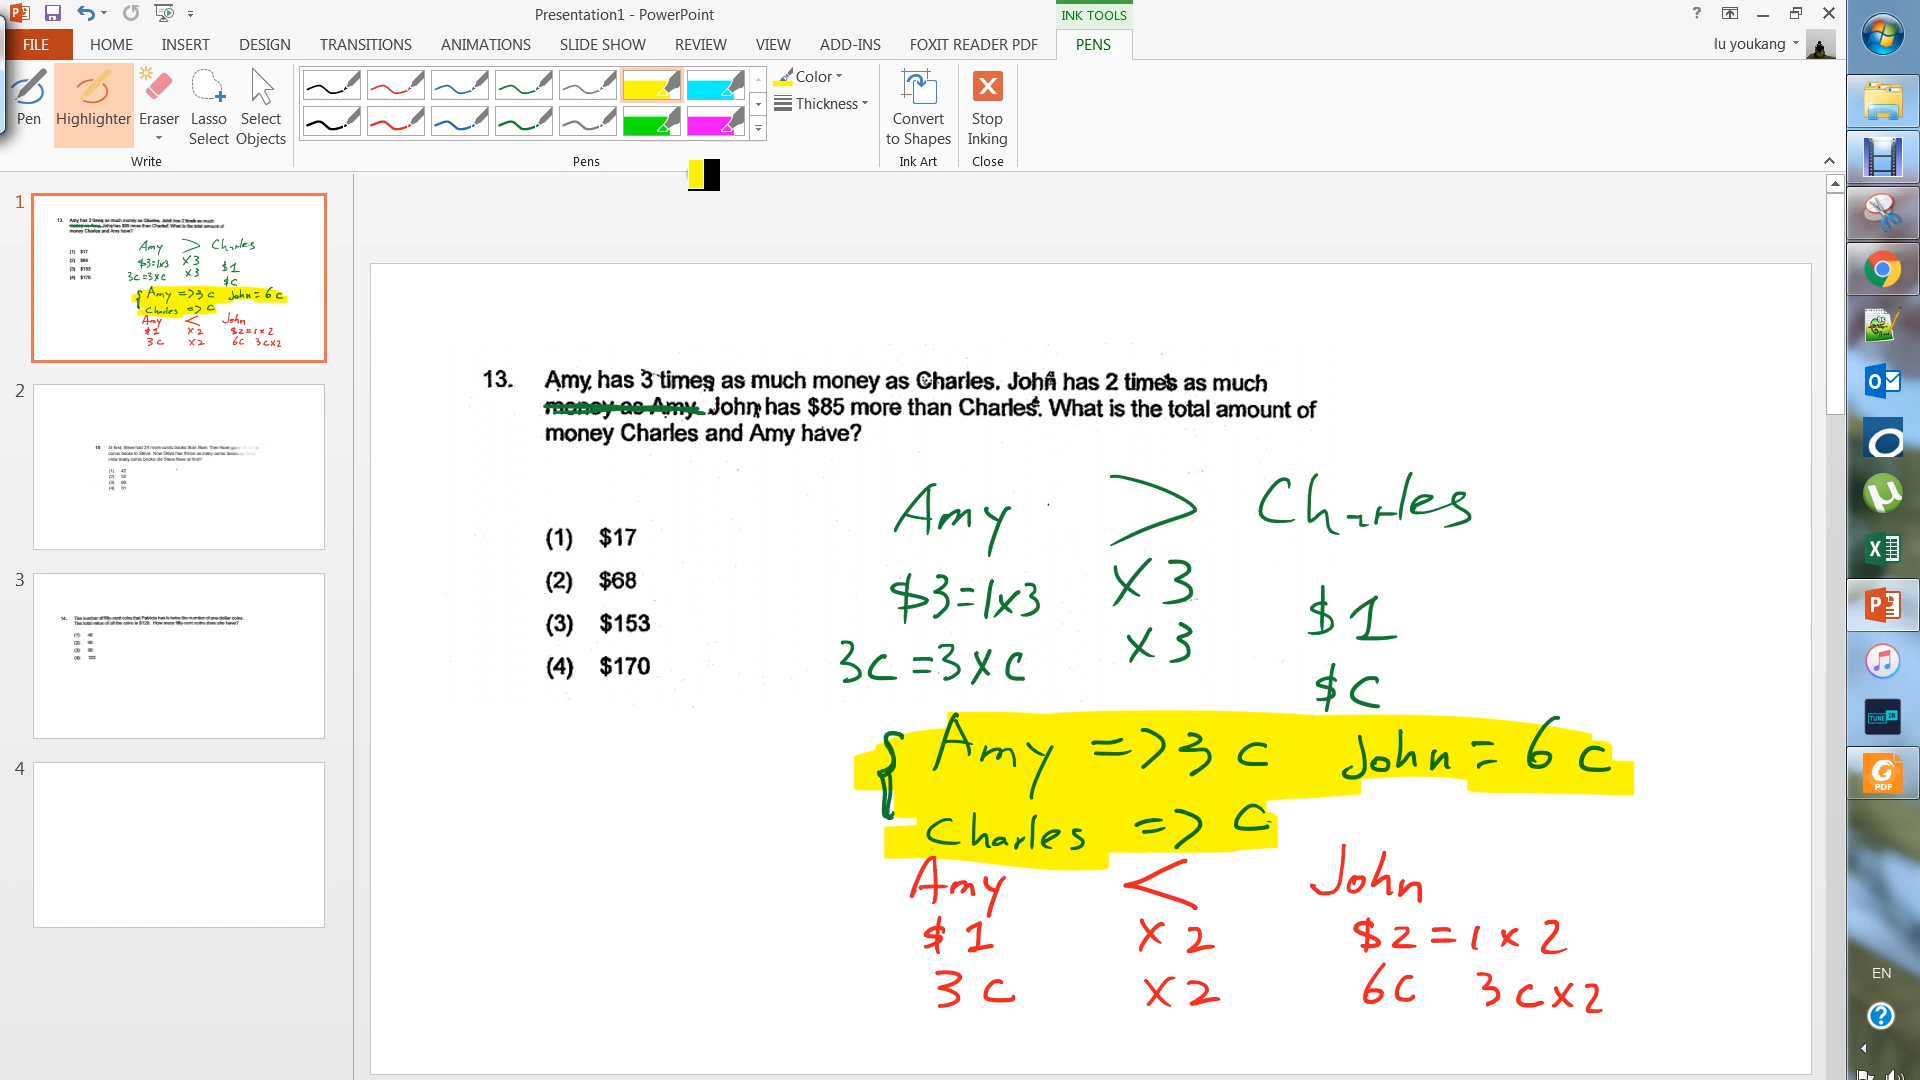 Presentation1 - PowerPoint
INK TOOLS
FILE HOME INSERT DESIGN TRANSITIONS ANIMATIONS SLIDE SHOW REVIEW VIEW ADD-INS FOXIT READER PDF PENS
lu youkang
Pen Highlighter Eraser Lasso Select Select Objects
Write
Pens
Color
Thickness
Convert to Shapes
Ink Art
Stop Inking
Close
1
2
3
4
13. Amy has 3 times as much money as Charles. John has 2 times as much
money as Amy. John has $85 more than Charles. What is the total amount of
money Charles and Amy have?
(1) $17
(2) $68
(3) $153
(4) $170
Amy > Charles
$3=1x3 x3 $1
3c=3xc x3 $c
{ Amy =>3c John = 6c
Charles => c
Amy < John
$1 x2 $2=1x2
3c x2 6c 3cx2
EN